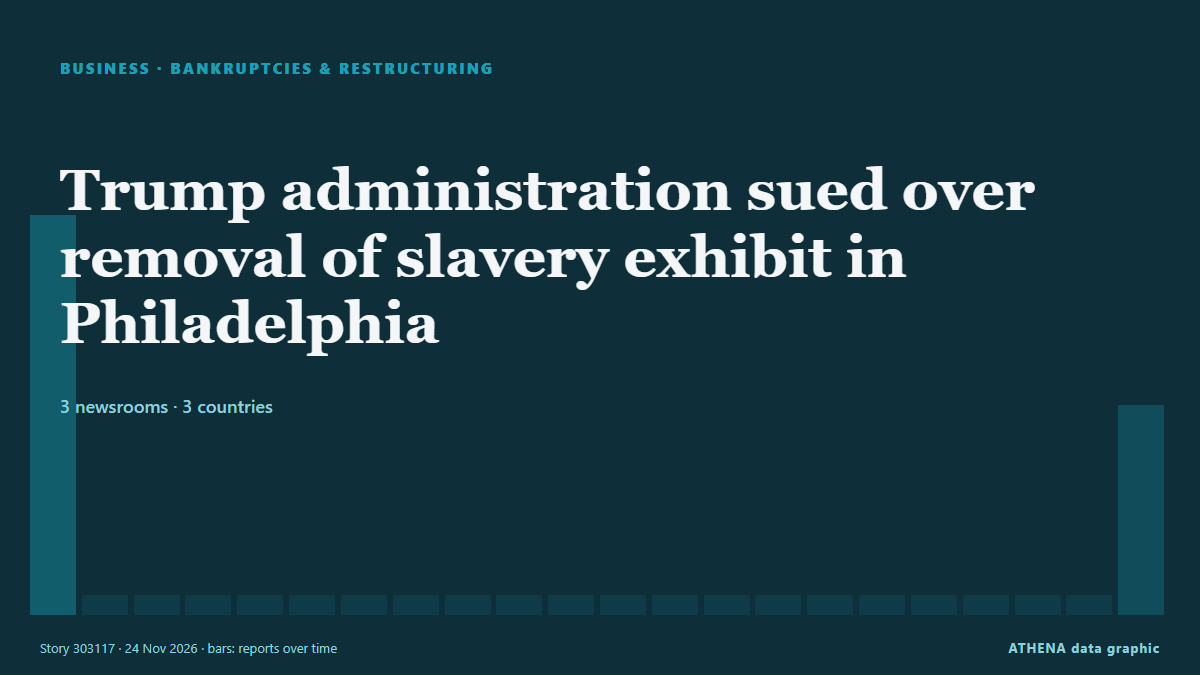 BUSINESS · BANKRUPTCIES & RESTRUCTURING
Trump administration sued over
removal of slavery exhibit in
Philadelphia
3 newsrooms · 3 countries
Story 303117 · 24 Nov 2026 · bars: reports over time
ATHENA data graphic